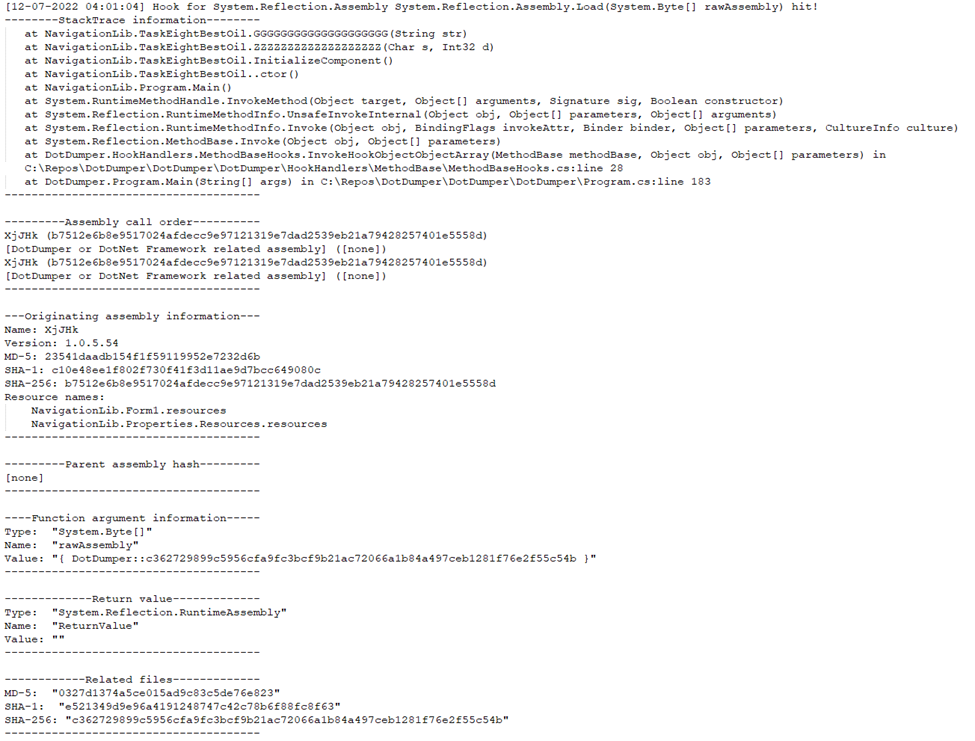 [12-07-2022 04:01:04] Hook for System.Reflection.Assembly System.Reflection.Assembly.Load(System.Byte[] rawAssembly) hit!
--------StackTrace information--------
   at NavigationLib.TaskEightBestOil.GGGGGGGGGGGGGGGGGGGG(String str)
   at NavigationLib.TaskEightBestOil.ZZZZZZZZZZZZZZZZZZZ(Char s, Int32 d)
   at NavigationLib.TaskEightBestOil.InitializeComponent()
   at NavigationLib.TaskEightBestOil..ctor()
   at NavigationLib.Program.Main()
   at System.RuntimeMethodHandle.InvokeMethod(Object target, Object[] arguments, Signature sig, Boolean constructor)
   at System.Reflection.RuntimeMethodInfo.UnsafeInvokeInternal(Object obj, Object[] parameters, Object[] arguments)
   at System.Reflection.RuntimeMethodInfo.Invoke(Object obj, BindingFlags invokeAttr, Binder binder, Object[] parameters, CultureInfo culture)
   at System.Reflection.MethodBase.Invoke(Object obj, Object[] parameters)
   at DotDumper.HookHandlers.MethodBaseHooks.InvokeHookObjectObjectArray(MethodBase methodBase, Object obj, Object[] parameters) in
   C:\Repos\DotDumper\DotDumper\DotDumper\HookHandlers\MethodBase\MethodBaseHooks.cs:line 28
   at DotDumper.Program.Main(String[] args) in C:\Repos\DotDumper\DotDumper\DotDumper\Program.cs:line 183
--------------------------------------
---------Assembly call order----------
XjJHk (b7512e6b8e9517024afdecc9e97121319e7dad2539eb21a79428257401e5558d)
[DotDumper or DotNet Framework related assembly] ([none])
XjJHk (b7512e6b8e9517024afdecc9e97121319e7dad2539eb21a79428257401e5558d)
[DotDumper or DotNet Framework related assembly] ([none])
--------------------------------------
---Originating assembly information---
Name: XjJHk
Version: 1.0.5.54
MD-5: 23541daadb154f1f59119952e7232d6b
SHA-1: c10e48ee1f802f730f41f3d11ae9d7bcc649080c
SHA-256: b7512e6b8e9517024afdecc9e97121319e7dad2539eb21a79428257401e5558d
Resource names:
    NavigationLib.Form1.resources
    NavigationLib.Properties.Resources.resources
--------------------------------------
---------Parent assembly hash---------
[none]
--------------------------------------
----Function argument information-----
Type:  "System.Byte[]"
Name:  "rawAssembly"
Value: "{ DotDumper::c362729899c5956cfa9fc3bcf9b21ac72066a1b84a497ceb1281f76e2f55c54b }"
--------------------------------------
-------------Return value-------------
Type:  "System.Reflection.RuntimeAssembly"
Name:  "ReturnValue"
Value: ""
--------------------------------------
------------Related files-------------
MD-5:  "0327d1374a5ce015ad9c83c5de76e823"
SHA-1:  "e521349d9e96a4191248747c42c78b6f88fc8f63"
SHA-256: "c362729899c5956cfa9fc3bcf9b21ac72066a1b84a497ceb1281f76e2f55c54b"
--------------------------------------